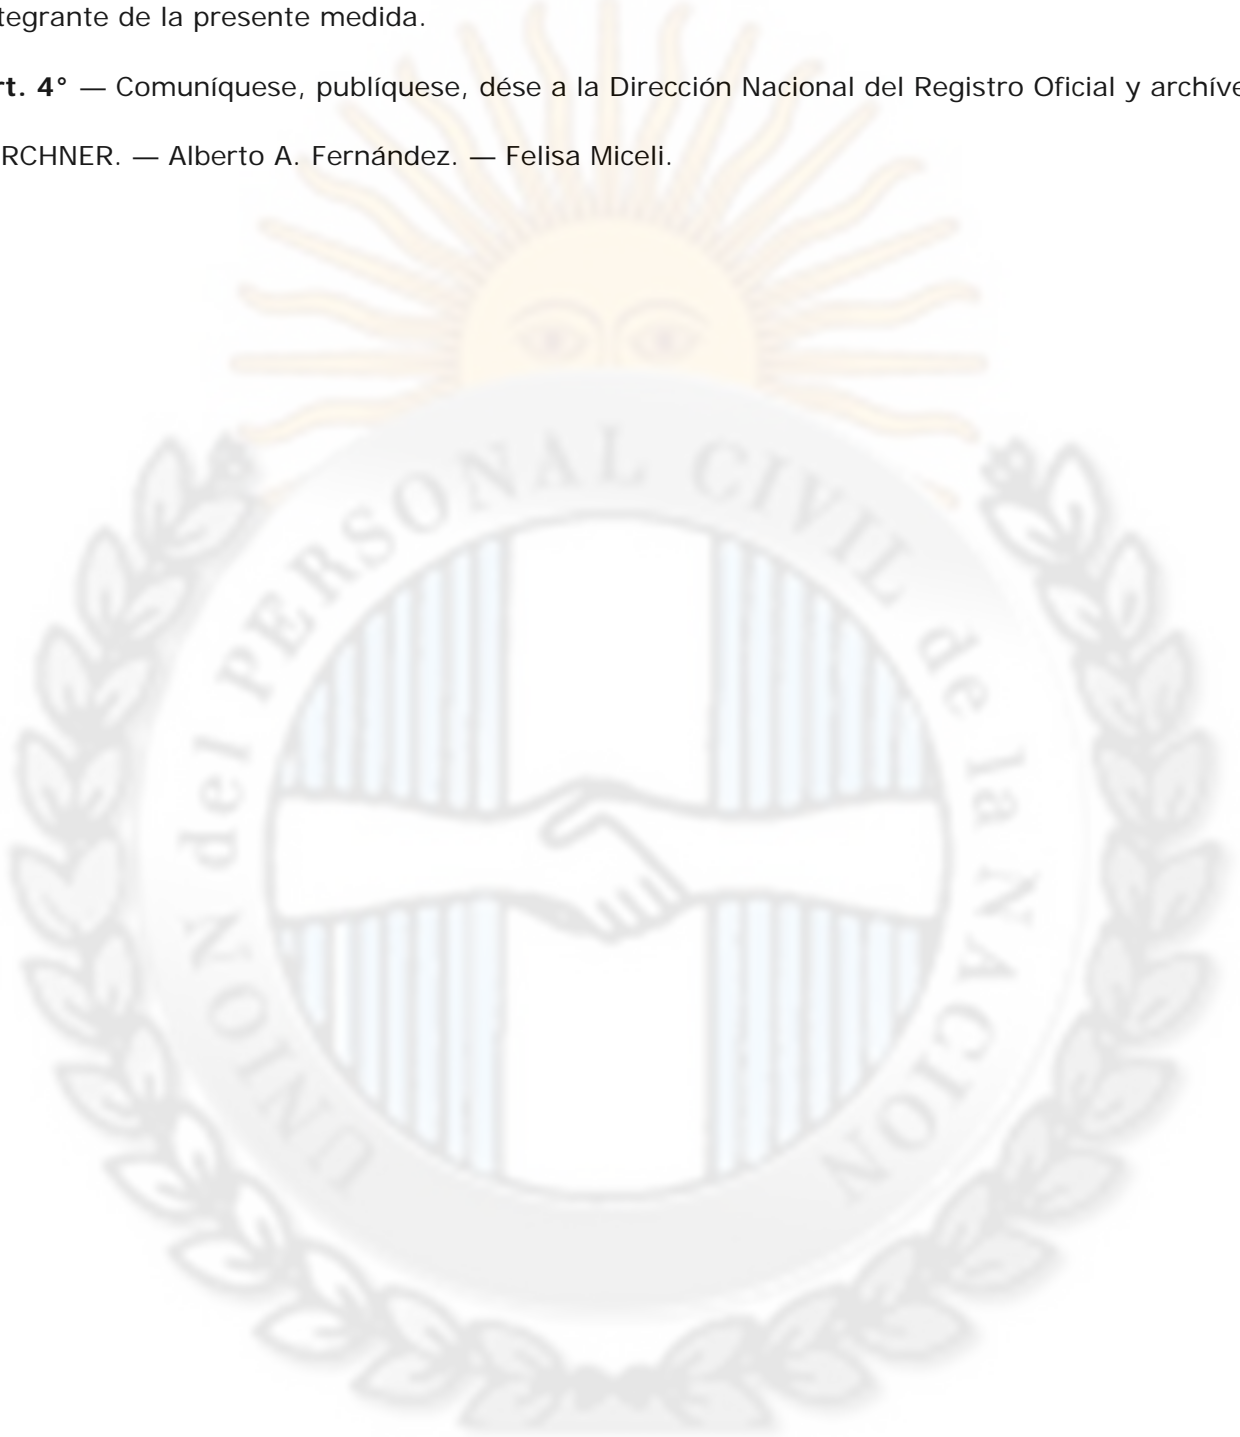 tegrante de la presente medida.
rt. 4° — Comuníquese, publíquese, dése a la Dirección Nacional del Registro Oficial y archíve
RCHNER. — Alberto A. Fernández. — Felisa Miceli.
UNION del PERSONAL CIVIL de la NACION